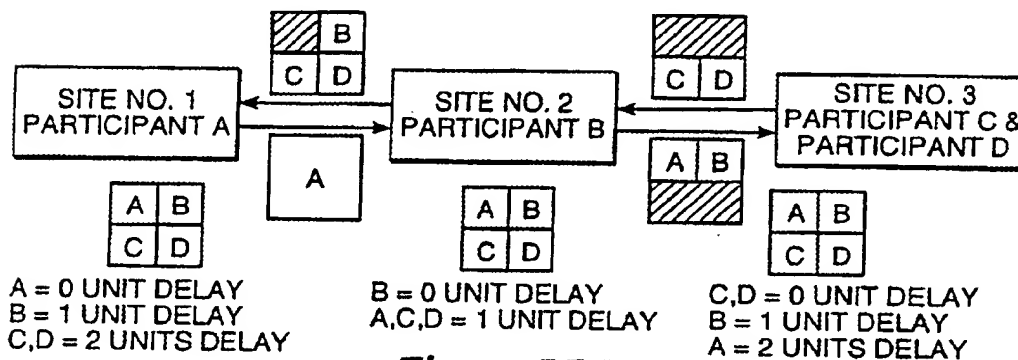 B
C D
SITE NO. 1
PARTICIPANT A
SITE NO. 2
PARTICIPANT B
C D
SITE NO. 3
PARTICIPANT C &
PARTICIPANT D
A
A B
A B
C D
A B
C D
A B
C D
A = 0 UNIT DELAY
B = 1 UNIT DELAY
C,D = 2 UNITS DELAY
B = 0 UNIT DELAY
A,C,D = 1 UNIT DELAY
C,D = 0 UNIT DELAY
B = 1 UNIT DELAY
A = 2 UNITS DELAY